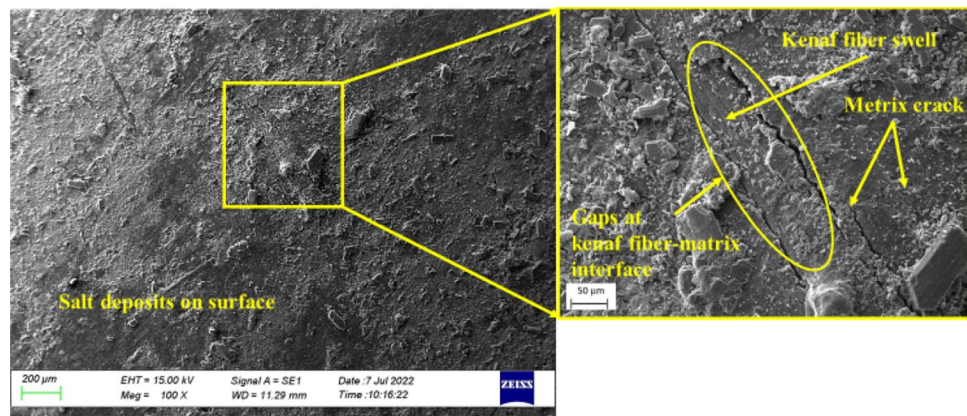 Kenaf fiber swell
Metrix crack
Gaps at
kenaf fiber-matrix
interface
50 µm
Salt deposits on surface
200 µm
EHT = 15.00 kV
Signal A = SE1
Date :7 Jul 2022
Mag = 100 X
WD = 11.29 mm
Time :10:16:22
ZEISS